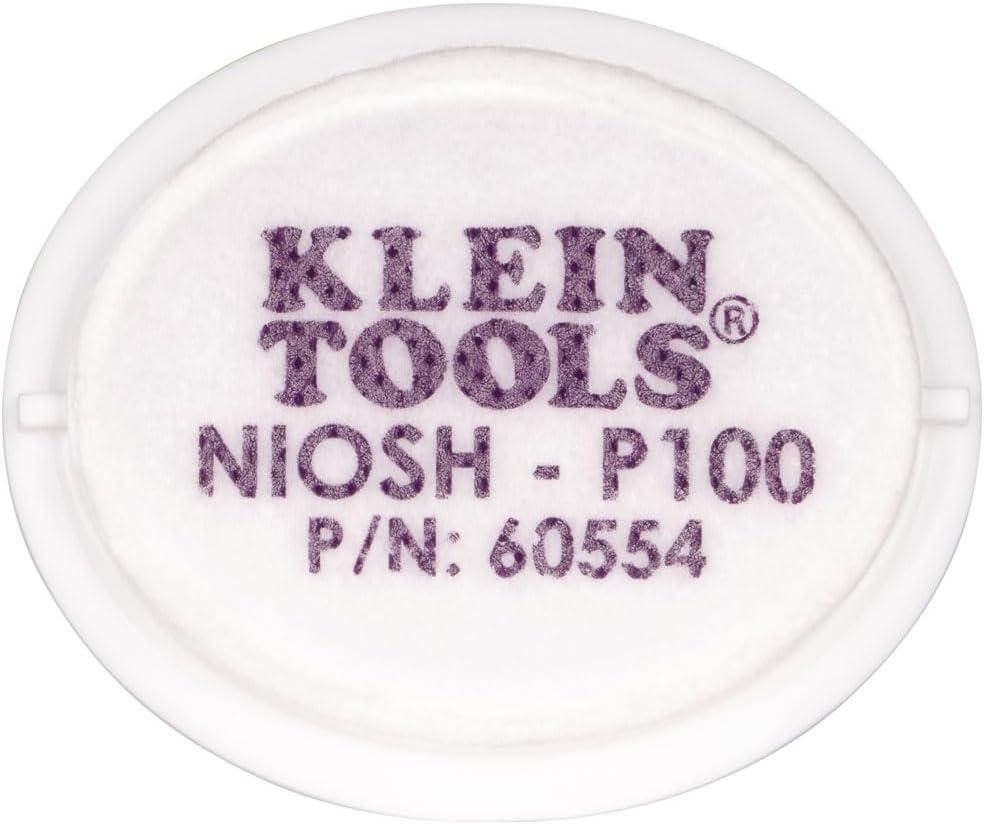 KLEIN
TOOLS®
NIOSH - P100
P/N: 60554